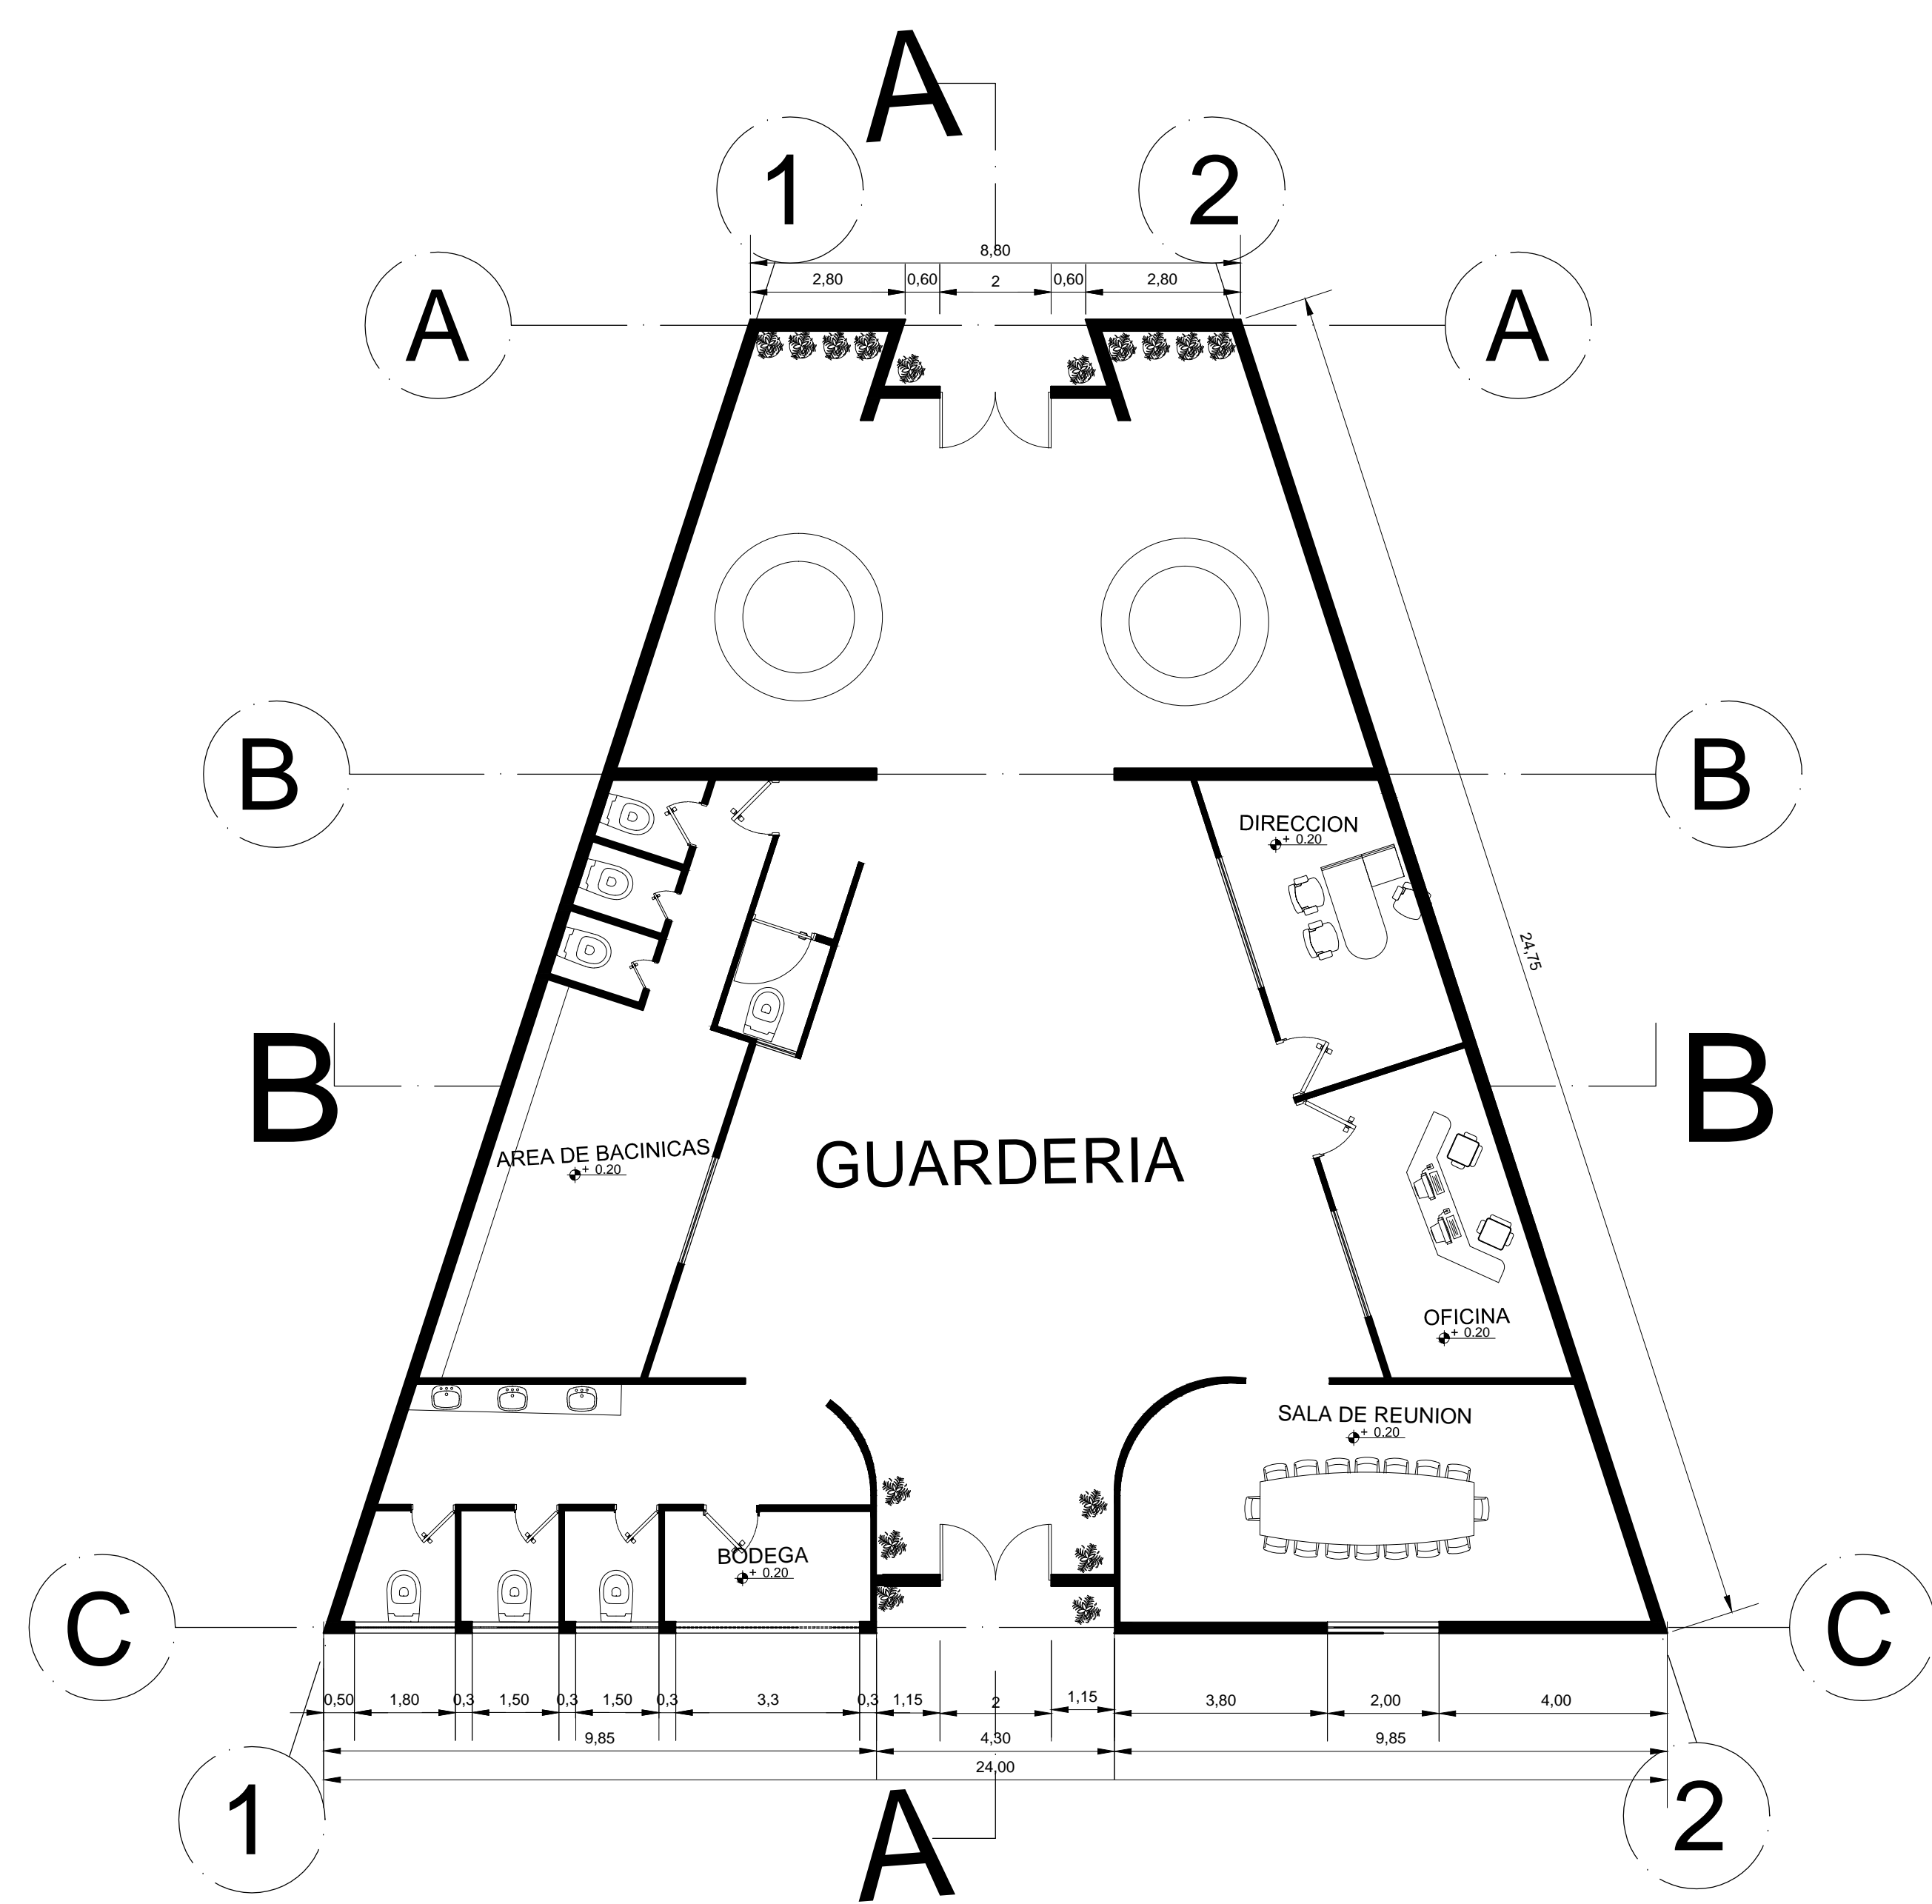 A
1
2
8,80
2,80
0,60
2
0,60
2,80
A
A
B
B
DIRECCION
+ 0.20
24,75
B
B
AREA DE BACINICAS
+ 0.20
GUARDERIA
OFICINA
+ 0.20
SALA DE REUNION
+ 0.20
BODEGA
+ 0.20
C
C
0,50
1,80
0,3
1,50
0,3
1,50
0,3
3,3
0,3
1,15
2
1,15
3,80
2,00
4,00
9,85
4,30
9,85
24,00
1
2
A